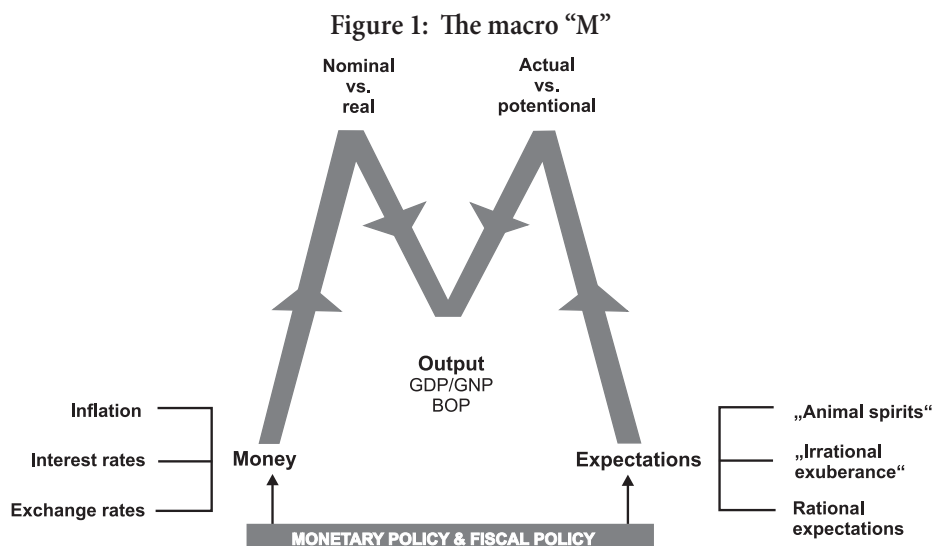 Figure 1: The macro “M”
Nominal
vs.
real
Actual
vs.
potentional
Output
GDP/GNP
BOP
Inflation
Interest rates
Exchange rates
Money
Expectations
„Animal spirits“
„Irrational
exuberance“
Rational
expectations
MONETARY POLICY & FISCAL POLICY